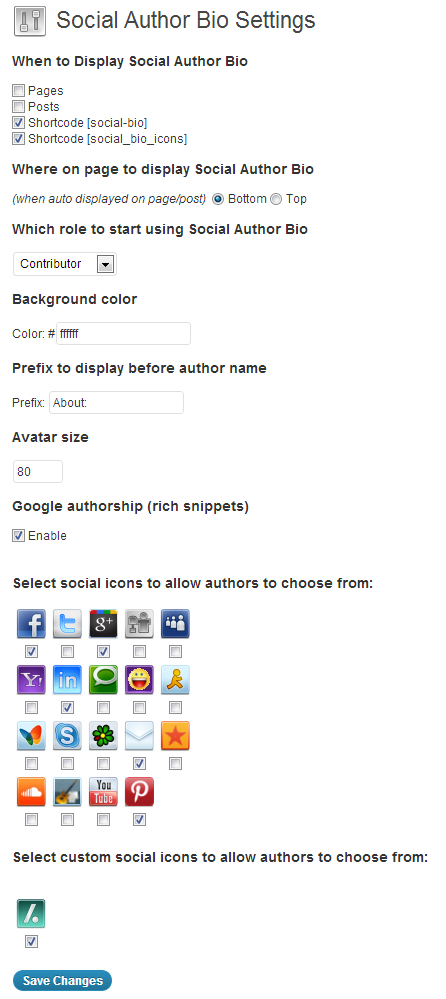 Social Author Bio Settings
When to Display Social Author Bio
Pages
Posts
Shortcode [social-bio]
Shortcode [social_bio_icons]
Where on page to display Social Author Bio
(when auto displayed on page/post) Bottom Top
Which role to start using Social Author Bio
Contributor
Background color
Color: # ffffff
Prefix to display before author name
Prefix: About:
Avatar size
80
Google authorship (rich snippets)
Enable
Select social icons to allow authors to choose from:
f t g+
Y! in
S
You
Tube
Select custom social icons to allow authors to choose from:
/.
Save Changes